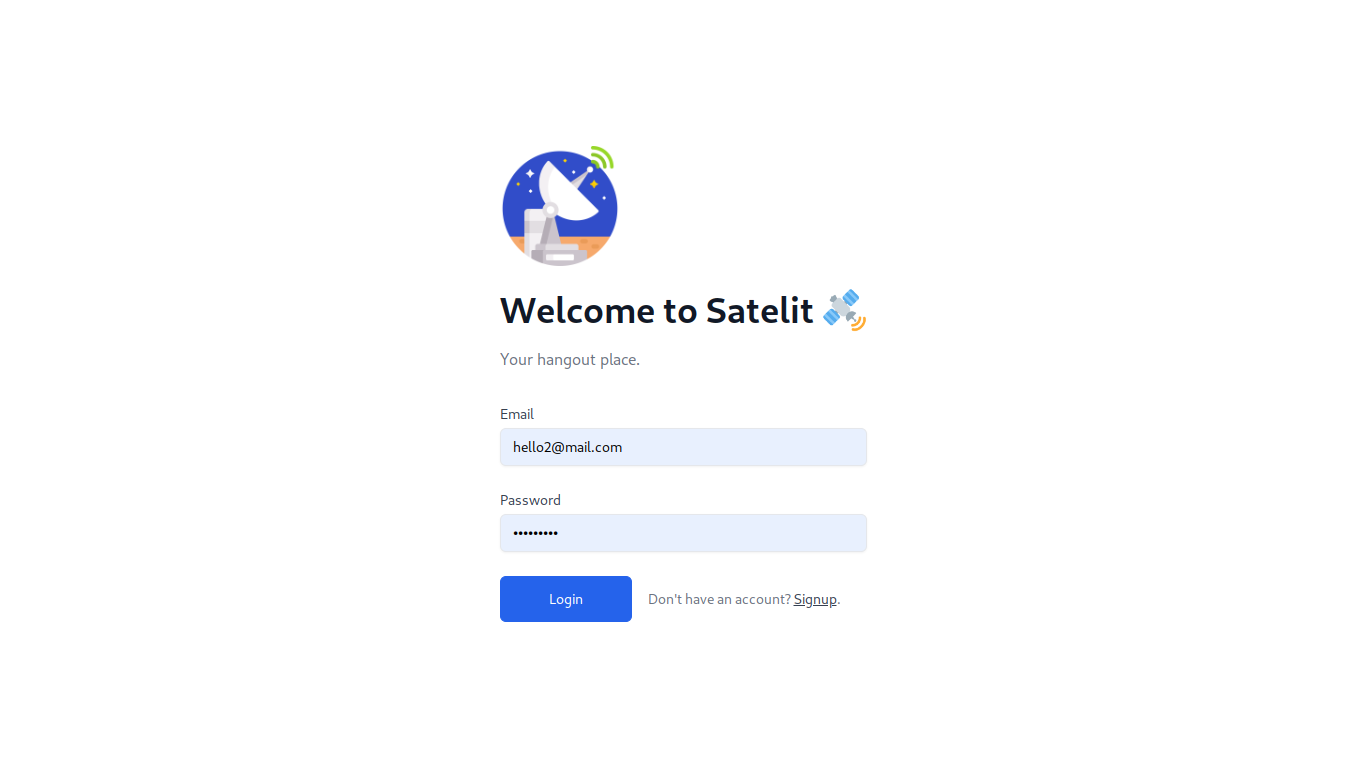 Welcome to Satelit 🛰️
Your hangout place.
Email
hello2@mail.com
Password
•••••••••
Login Don't have an account? Signup.